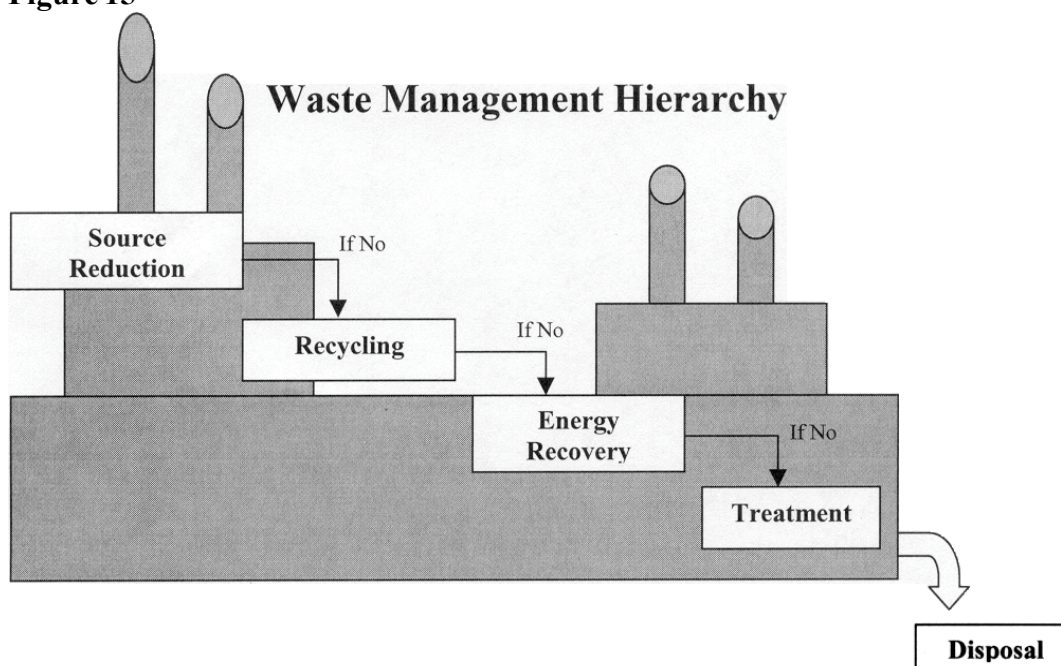 Figure 15
Waste Management Hierarchy
Source
Reduction
If No
Recycling
If No
Energy
Recovery
If No
Treatment
Disposal